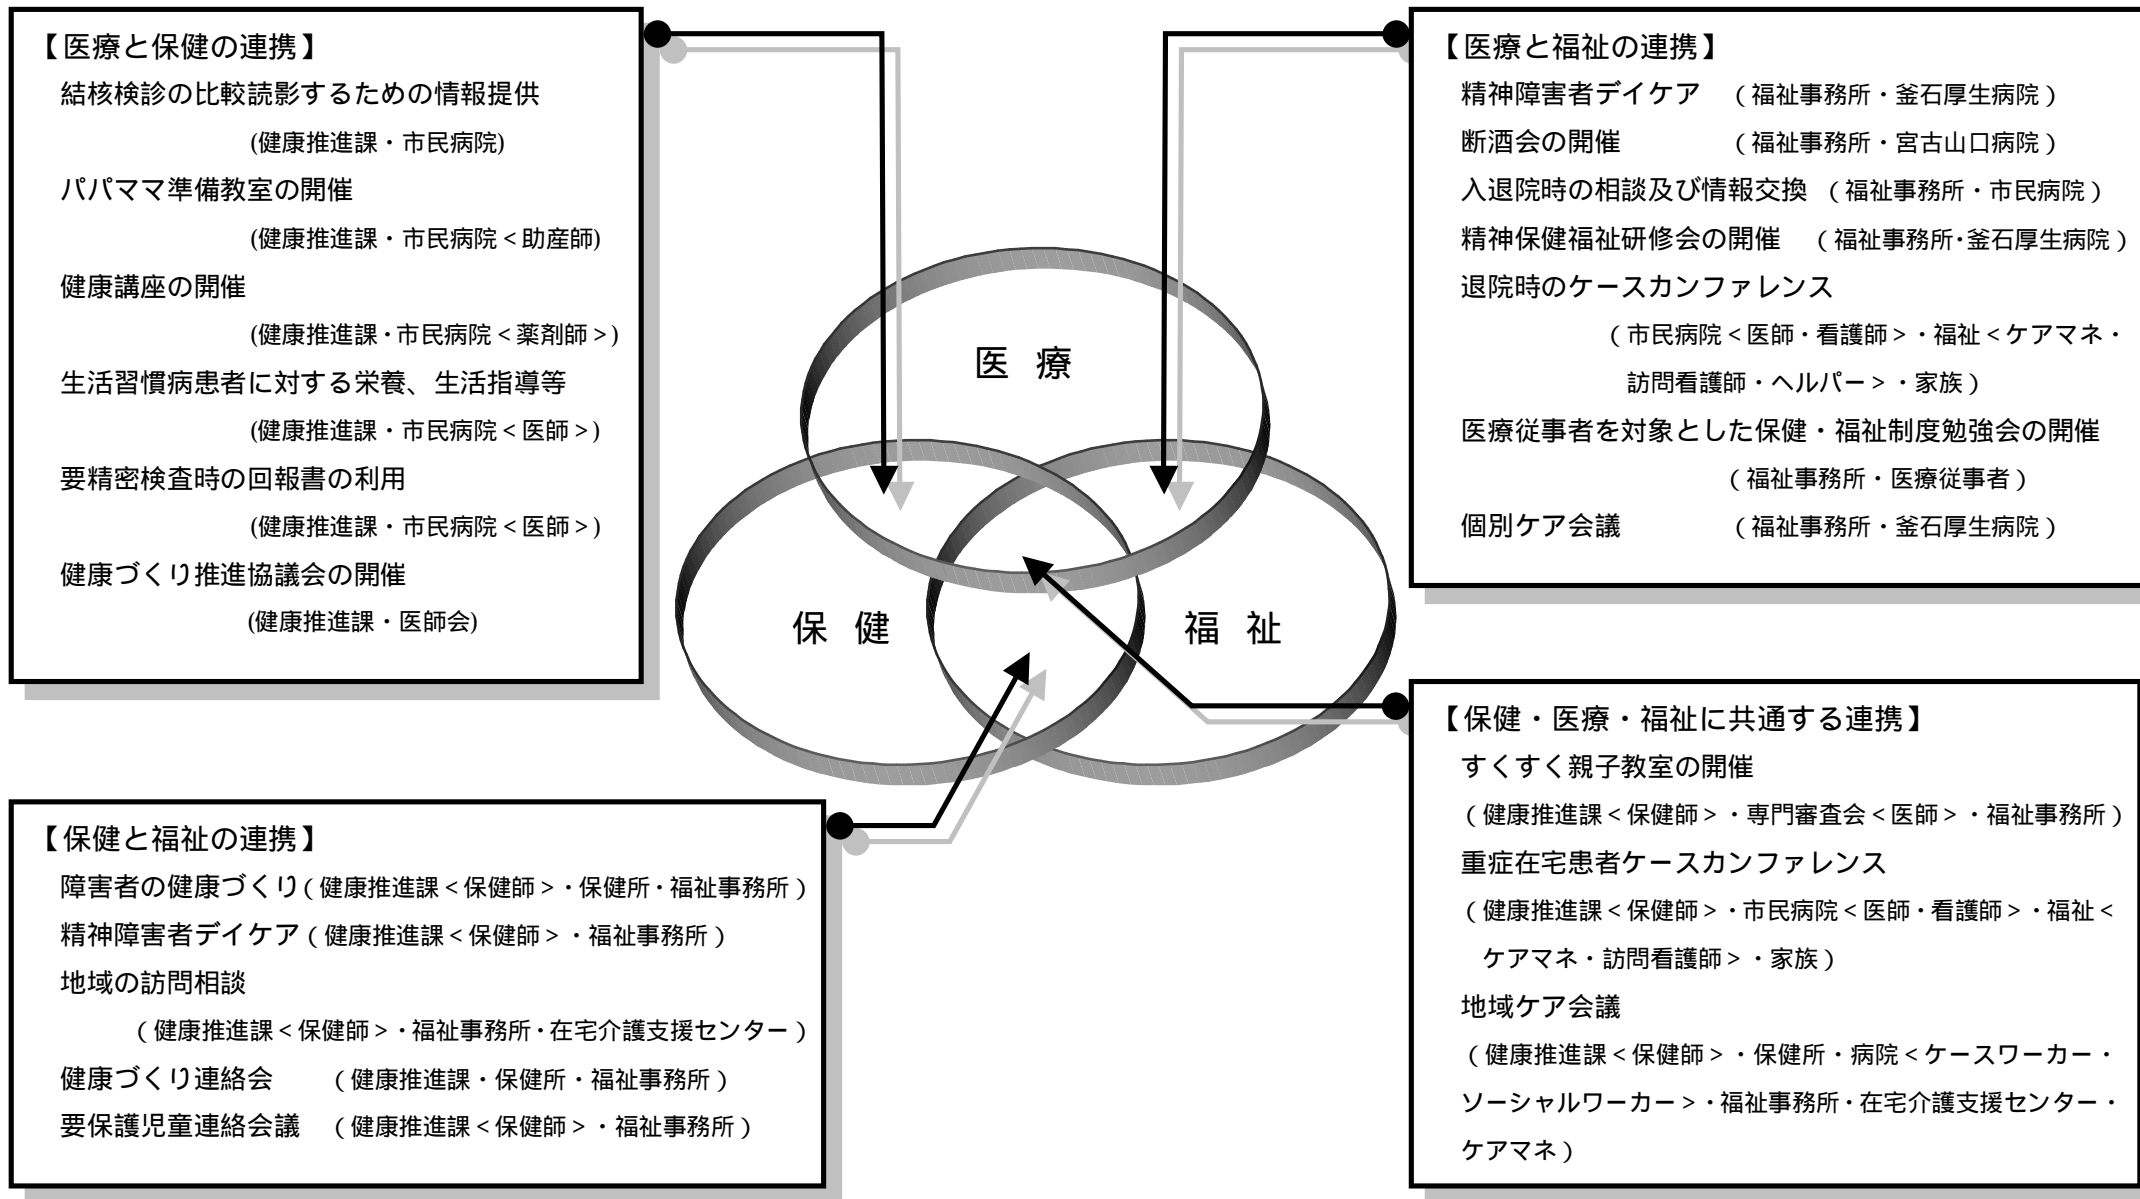 【医療と保健の連携】
結核検診の比較読影するための情報提供
(健康推進課・市民病院)
パパママ準備教室の開催
(健康推進課・市民病院＜助産師)
健康講座の開催
(健康推進課・市民病院＜薬剤師＞)
生活習慣病患者に対する栄養、生活指導等
(健康推進課・市民病院＜医師＞)
要精密検査時の回報書の利用
(健康推進課・市民病院＜医師＞)
健康づくり推進協議会の開催
(健康推進課・医師会)
【医療と福祉の連携】
精神障害者デイケア （福祉事務所・釜石厚生病院）
断酒会の開催 （福祉事務所・宮古山口病院）
入退院時の相談及び情報交換 （福祉事務所・市民病院）
精神保健福祉研修会の開催 （福祉事務所・釜石厚生病院）
退院時のケースカンファレンス
（市民病院＜医師・看護師＞・福祉＜ケアマネ・
訪問看護師・ヘルパー＞・家族）
医療従事者を対象とした保健・福祉制度勉強会の開催
（福祉事務所・医療従事者）
個別ケア会議 （福祉事務所・釜石厚生病院）
医 療
保 健
福 祉
【保健と福祉の連携】
障害者の健康づくり（健康推進課＜保健師＞・保健所・福祉事務所）
精神障害者デイケア（健康推進課＜保健師＞・福祉事務所）
地域の訪問相談
（健康推進課＜保健師＞・福祉事務所・在宅介護支援センター）
健康づくり連絡会 （健康推進課・保健所・福祉事務所）
要保護児童連絡会議 （健康推進課＜保健師＞・福祉事務所）
【保健・医療・福祉に共通する連携】
すくすく親子教室の開催
（健康推進課＜保健師＞・専門審査会＜医師＞・福祉事務所）
重症在宅患者ケースカンファレンス
（健康推進課＜保健師＞・市民病院＜医師・看護師＞・福祉＜
ケアマネ・訪問看護師＞・家族）
地域ケア会議
（健康推進課＜保健師＞・保健所・病院＜ケースワーカー・
ソーシャルワーカー＞・福祉事務所・在宅介護支援センター・
ケアマネ）